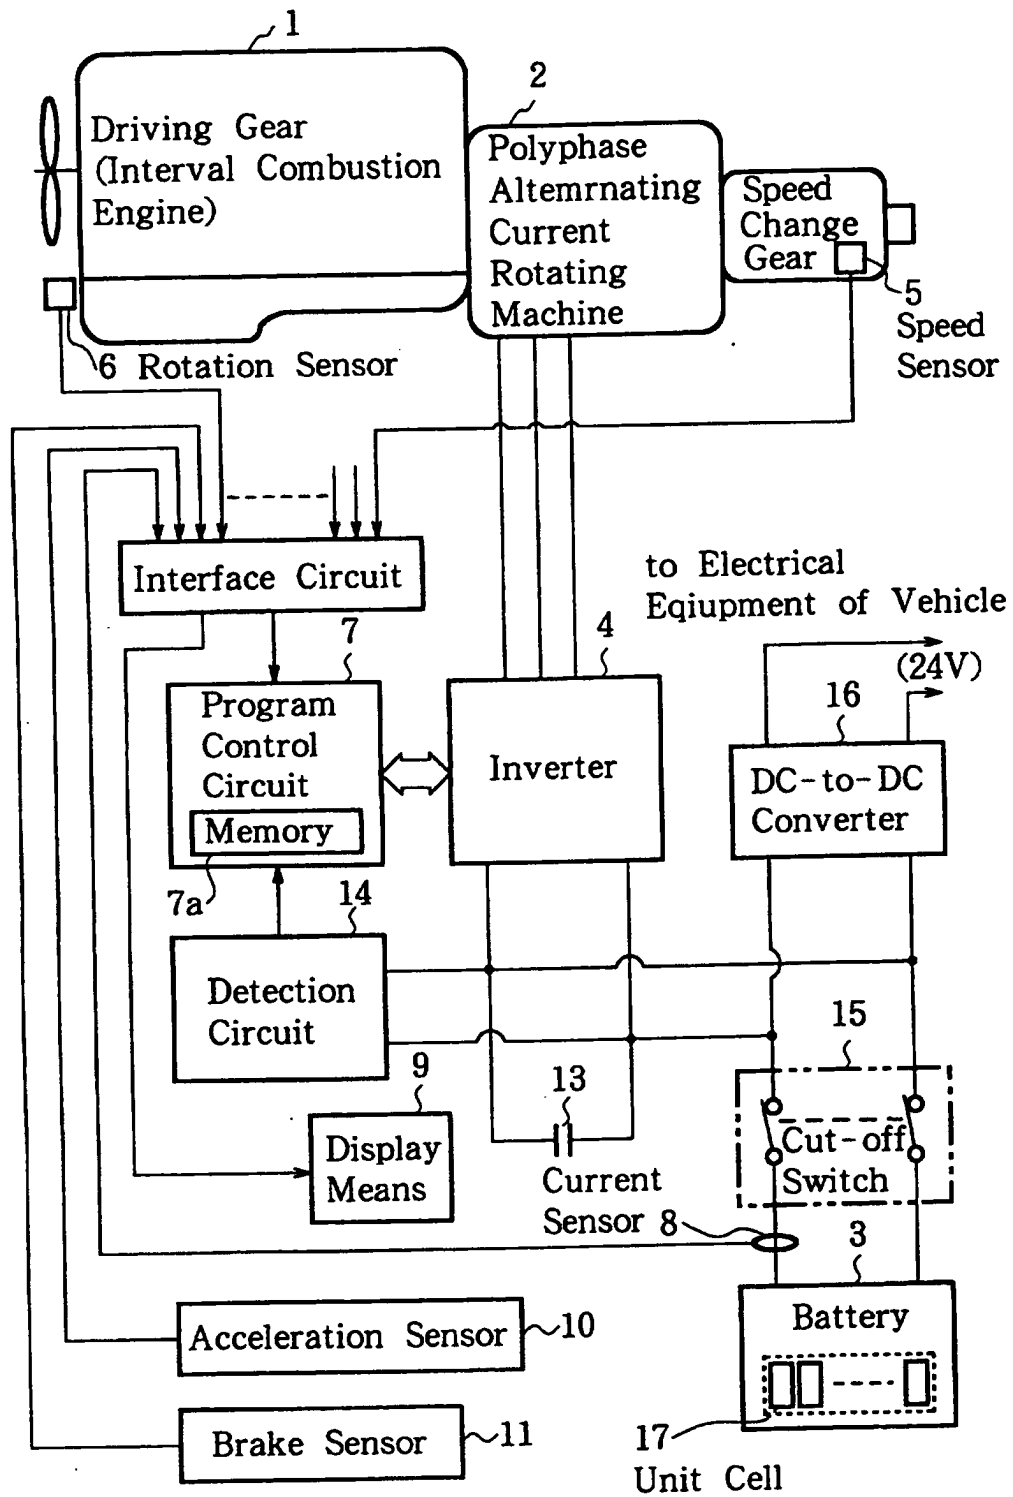 1
Driving Gear
(Interval Combustion
Engine)
2
Polyphase
Altemrnating
Current
Rotating
Machine
Speed
Change
Gear
5
Speed
Sensor
6 Rotation Sensor
Interface Circuit
to Electrical
Eqiupment of Vehicle
(24V)
7
Program
Control
Circuit
Memory
7a
4
Inverter
16
DC-to-DC
Converter
14
Detection
Circuit
15
Cut-off
Switch
9
Display
Means
13
Current
Sensor 8
3
Battery
Acceleration Sensor
10
Brake Sensor
11
17
Unit Cell